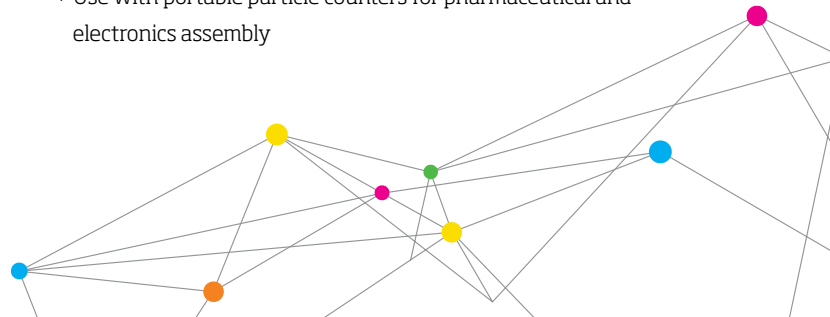 Use with portable particle counters for pharmaceutical and
electronics assembly